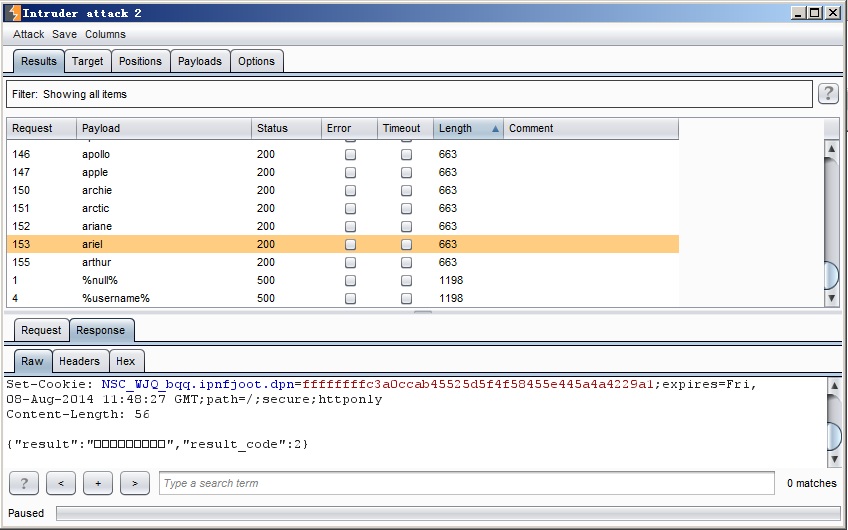 Intruder attack 2
Attack Save Columns
Results Target Positions Payloads Options
Filter: Showing all items ?
Request Payload Status Error Timeout Length Comment
146 apollo 200 663
147 apple 200 663
150 archie 200 663
151 arctic 200 663
152 ariane 200 663
153 ariel 200 663
155 arthur 200 663
1 %null% 500 1198
4 %username% 500 1198
Request Response
Raw Headers Hex
Set-Cookie: NSC_WJQ_bqq.ipnfjoot.dpn=ffffffffc3a0ccab45525d5f4f58455e445a4a4229a1;expires=Fri,
08-Aug-2014 11:48:27 GMT;path=/;secure;httponly
Content-Length: 56
{"result":"□□□□□□□□□","result_code":2}
? < + > Type a search term 0 matches
Paused